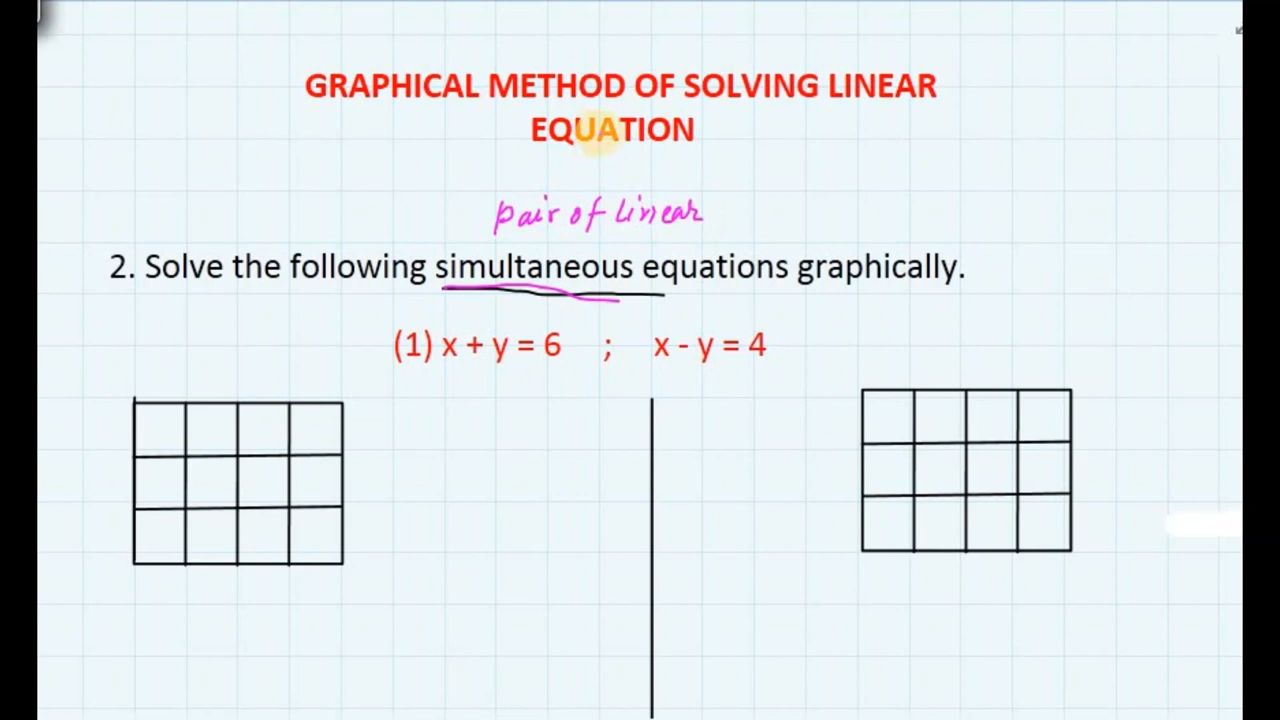 GRAPHICAL METHOD OF SOLVING LINEAR
EQUATION
pair of linear
2. Solve the following simultaneous equations graphically.
(1) x + y = 6 ; x - y = 4